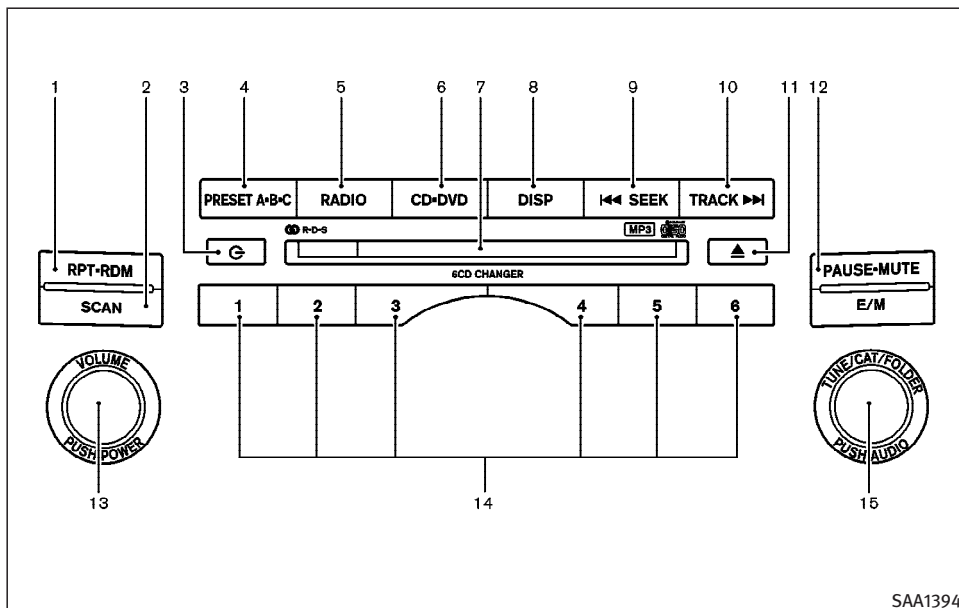 1 2 3 4 5 6 7 8 9 10 11 12
PRESET A•B•C RADIO CD•DVD DISP SEEK TRACK
R•D•S MP3
RPT•RDM
SCAN
6CD CHANGER
PAUSE•MUTE
E/M
1 2 3 4 5 6
VOLUME
PUSH POWER
TUNE/CAT/FOLDER
PUSH AUDIO
13 14 15
SAA1394